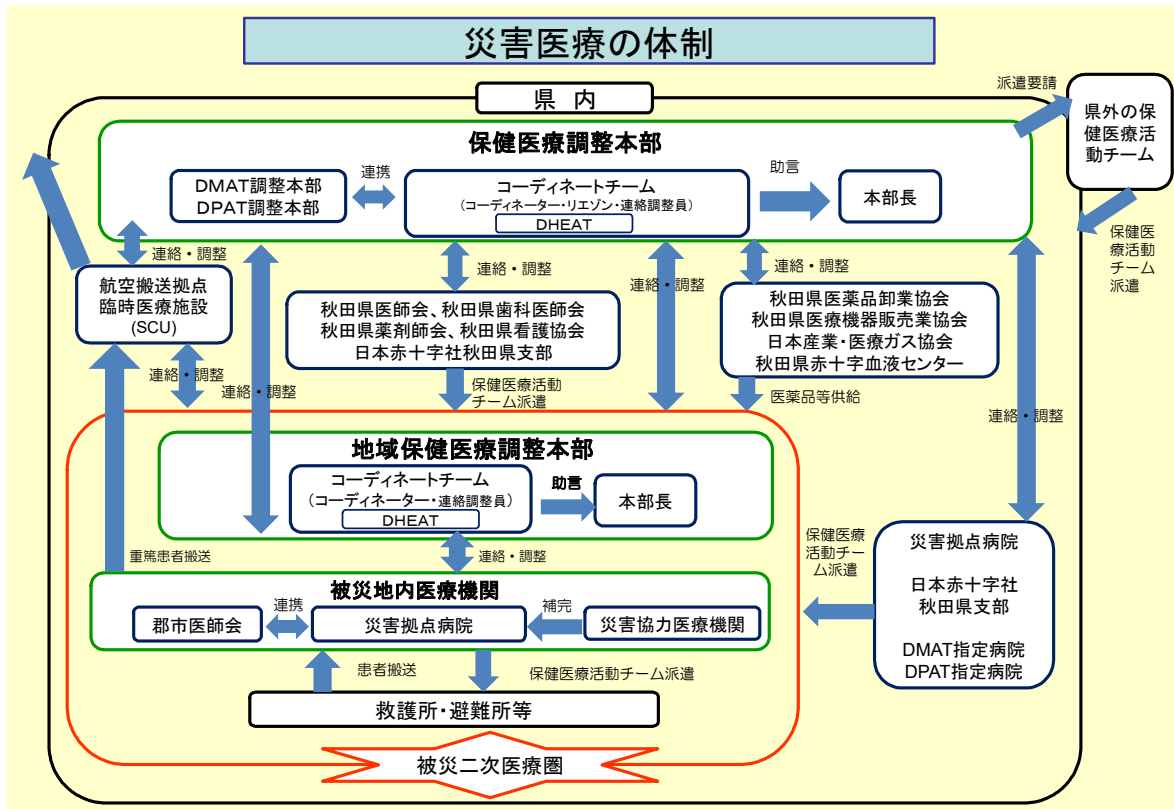 災害医療の体制
県 内
派遣要請
県外の保
健医療活
動チーム
保健医療調整本部
DMAT調整本部
DPAT調整本部
連携
コーディネートチーム
(コーディネーター・リエゾン・連絡調整員)
DHEAT
助言
本部長
保健医
療活動
チーム
派遣
連絡・調整
連絡・調整
連絡・調整
連絡・調整
航空搬送拠点
臨時医療施設
(SCU)
秋田県医師会、秋田県歯科医師会
秋田県薬剤師会、秋田県看護協会
日本赤十字社秋田県支部
秋田県医薬品卸業協会
秋田県医療機器販売業協会
日本産業・医療ガス協会
秋田県赤十字血液センター
連絡・調整
連絡・調整
保健医療活動
チーム派遣
医薬品等供給
連絡・調整
地域保健医療調整本部
コーディネートチーム
(コーディネーター・連絡調整員)
DHEAT
助言
本部長
重篤患者搬送
連絡・調整
保健医療
活動チー
ム派遣
災害拠点病院
日本赤十字社
秋田県支部
DMAT指定病院
DPAT指定病院
被災地内医療機関
郡市医師会
連携
災害拠点病院
補完
災害協力医療機関
患者搬送
保健医療活動チーム派遣
救護所・避難所等
被災二次医療圏